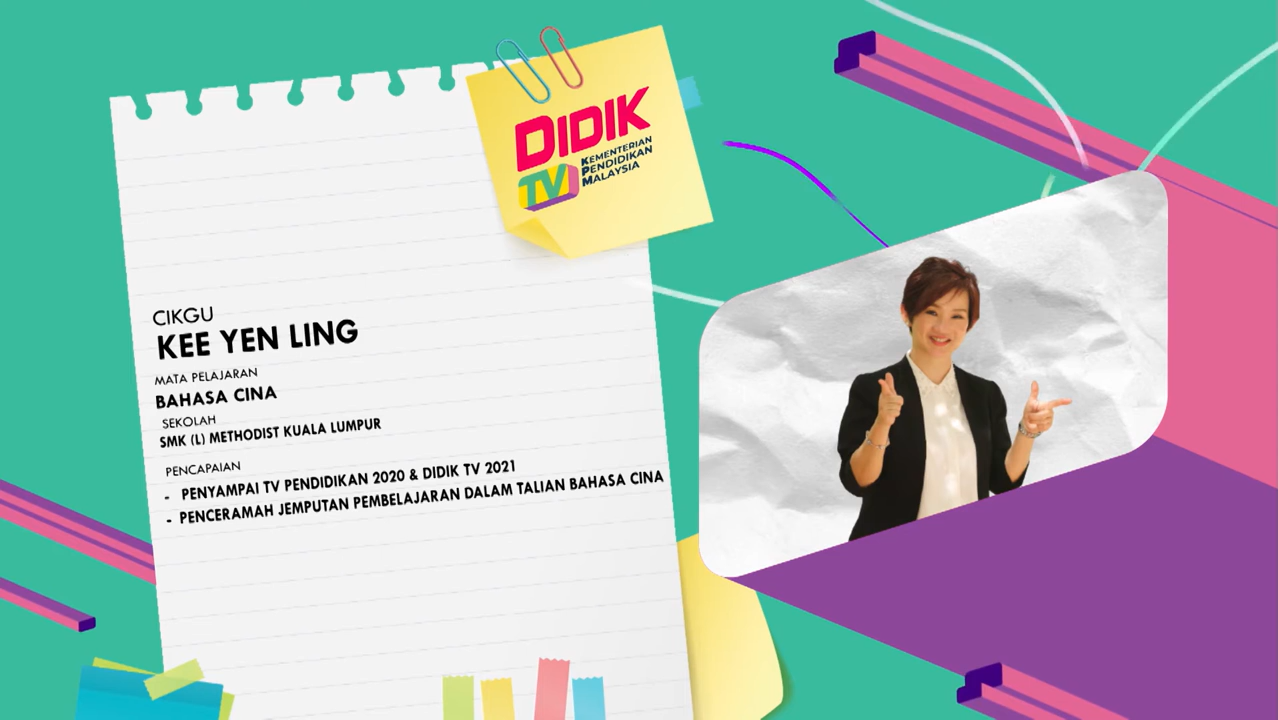 DIDIK
TV
KEMENTERIAN
PENDIDIKAN
MALAYSIA
CIKGU
KEE YEN LING
MATA PELAJARAN
BAHASA CINA
SEKOLAH
SMK (L) METHODIST KUALA LUMPUR
PENCAPAIAN
- PENYAMPAI TV PENDIDIKAN 2020 & DIDIK TV 2021
- PENCERAMAH JEMPUTAN PEMBELAJARAN DALAM TALIAN BAHASA CINA